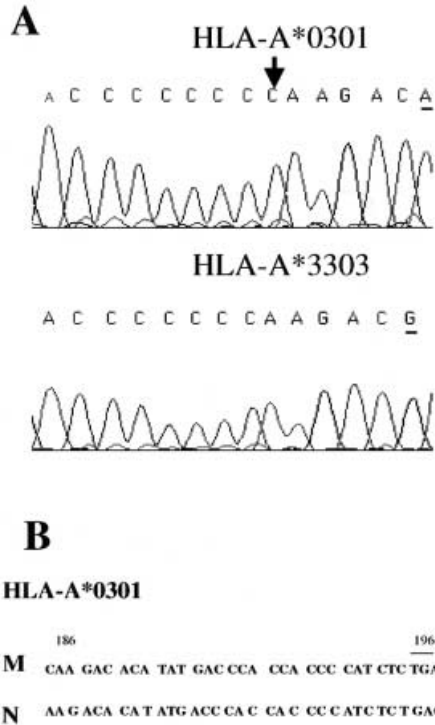 A
HLA-A*0301
A C C C C C C C C A A G A C A
HLA-A*3303
A C C C C C C C A A G A C G
B
HLA-A*0301
186 196
M CAA GAC ACA TAT GAC CCA CCA CCC CAT CTC TGA
N AAG ACA CAT ATG ACC CAC CAC CCC ATC TCT GA